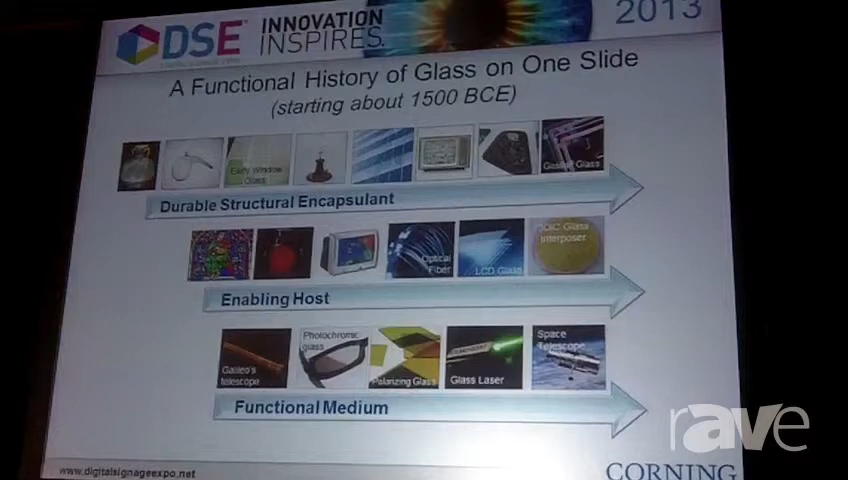 DSE
INNOVATION
INSPIRES
2013
A Functional History of Glass on One Slide
(starting about 1500 BCE)
Early Window
Glass
Glass
Durable Structural Encapsulant
Optical
Fiber
LCD Glass
Glass
Interposer
Enabling Host
Galileo's
telescope
Photochromic
glass
Polarizing Glass
Glass Laser
Space
Telescope
Functional Medium
www.digitalsignageexpo.net
CORNING
rave